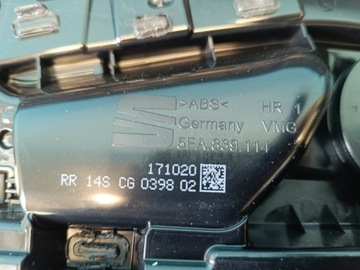 >ABS< HR 1
Germany VMG
5FA.839.114
171020
RR 14S CG 0398 02